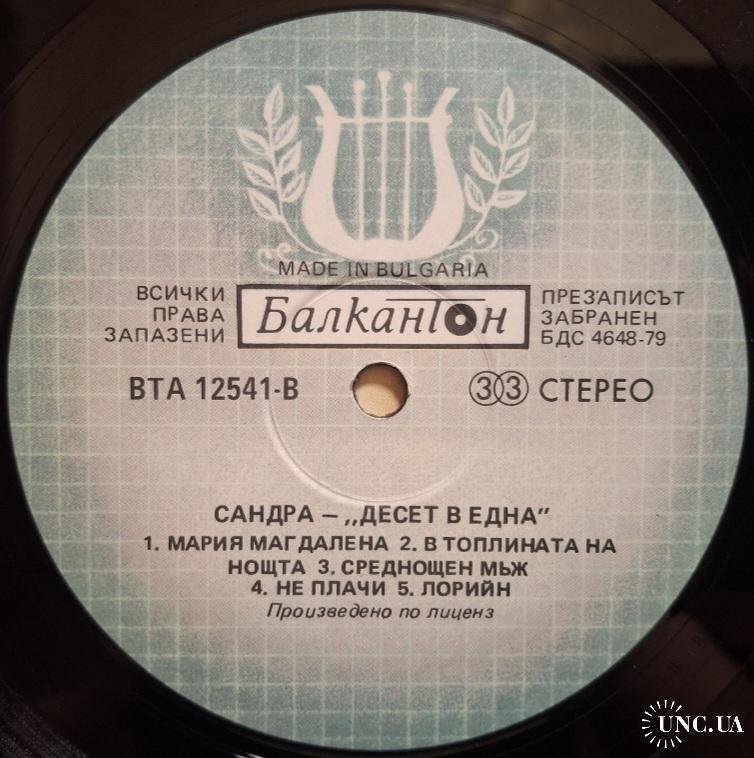 MADE IN BULGARIA
ВСИЧКИ
ПРАВА
ЗАПАЗЕНИ
Балкантон
ПРЕЗАПИСЪТ
ЗАБРАНЕН
БДС 4648-79
ВТА 12541-В
33 СТЕРЕО
САНДРА – „ДЕСЕТ В ЕДНА”
1. МАРИЯ МАГДАЛЕНА 2. В ТОПЛИНАТА НА
НОЩТА 3. СРЕДНОЩЕН МЪЖ
4. НЕ ПЛАЧИ 5. ЛОРИЙН
Произведено по лиценз
UNC.UA